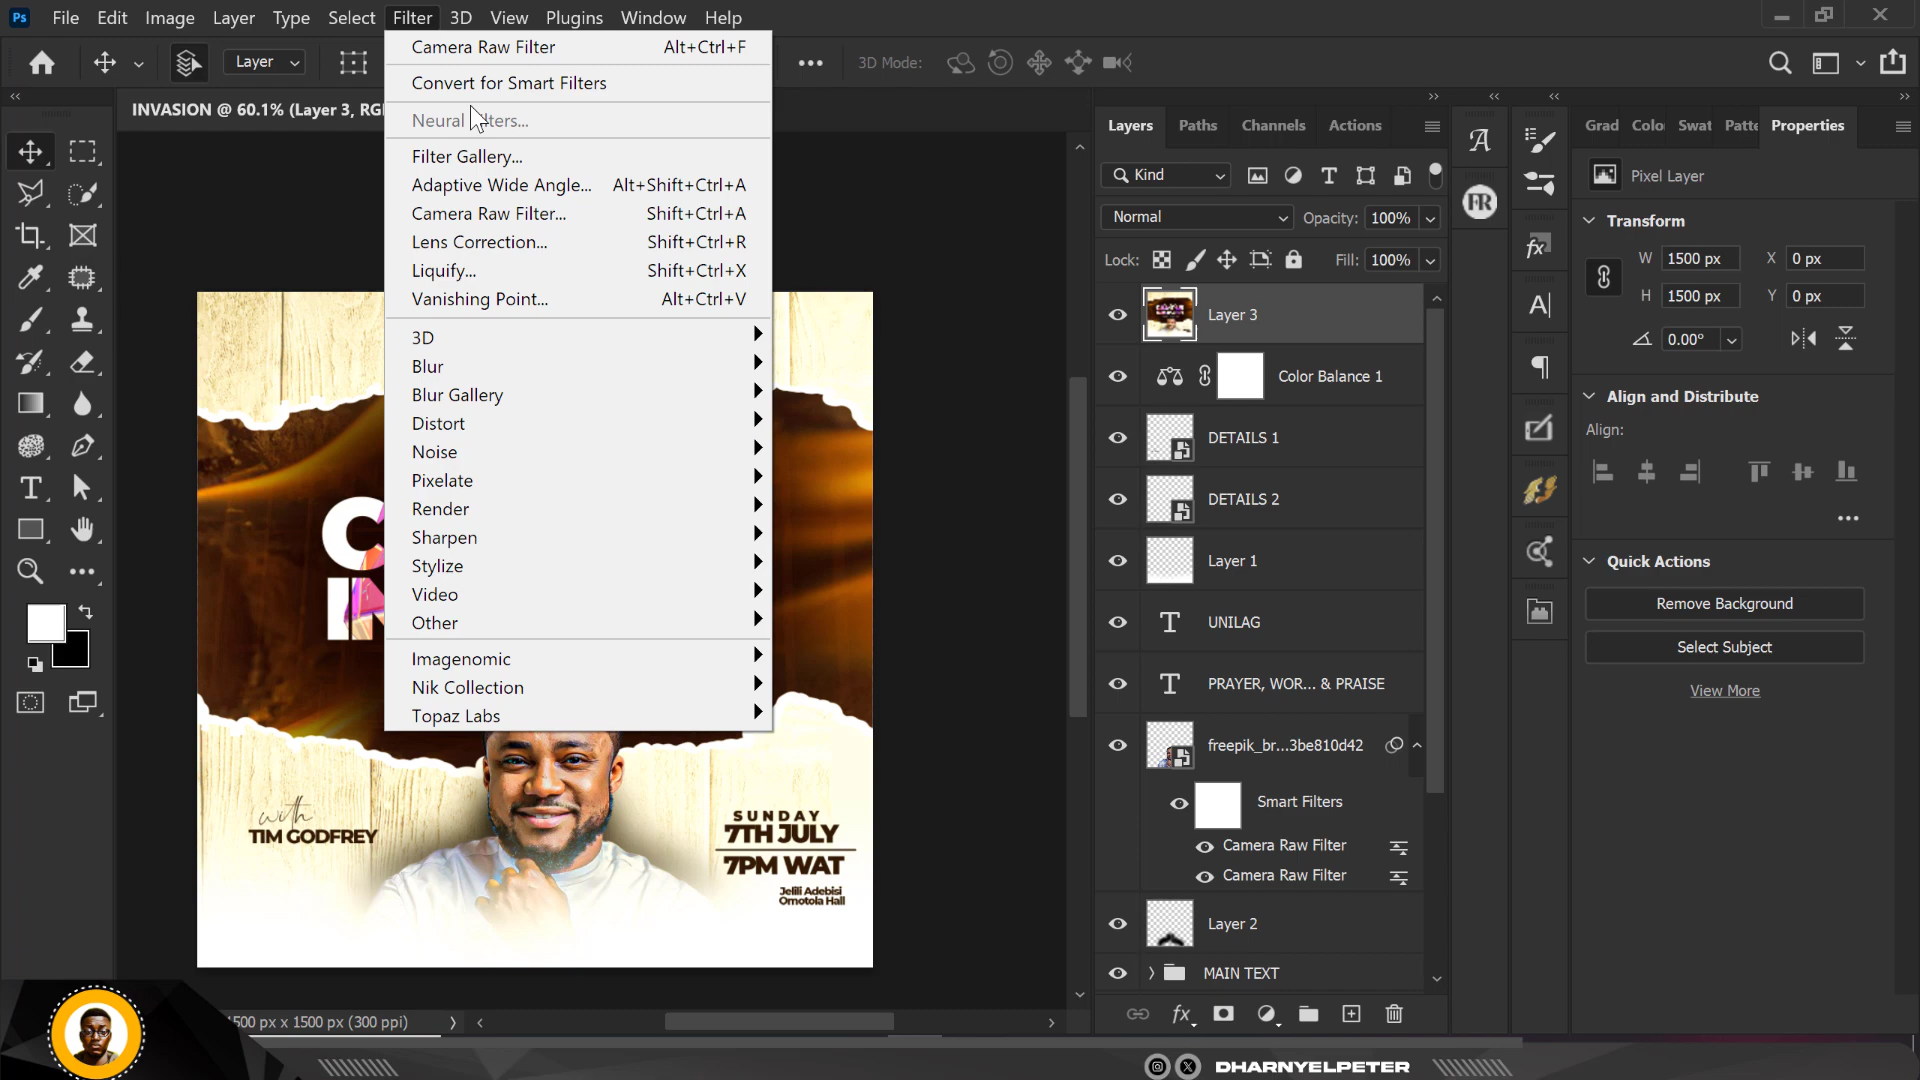 Ps File Edit Image Layer Type Select Filter 3D View Plugins Window Help
Layer
3D Mode:
INVASION @ 60.1% (Layer 3, RG
Camera Raw Filter Alt+Ctrl+F
Convert for Smart Filters
Neural Filters...
Filter Gallery...
Adaptive Wide Angle... Alt+Shift+Ctrl+A
Camera Raw Filter... Shift+Ctrl+A
Lens Correction... Shift+Ctrl+R
Liquify... Shift+Ctrl+X
Vanishing Point... Alt+Ctrl+V
3D
Blur
Blur Gallery
Distort
Noise
Pixelate
Render
Sharpen
Stylize
Video
Other
Imagenomic
Nik Collection
Topaz Labs
with
TIM GODFREY
SUNDAY
7TH JULY
7PM WAT
Jelili Adebisi
Omotola Hall
1500 px x 1500 px (300 ppi)
Layers Paths Channels Actions
Kind
Normal Opacity: 100%
Lock: Fill: 100%
Layer 3
Color Balance 1
DETAILS 1
DETAILS 2
Layer 1
UNILAG
PRAYER, WOR... & PRAISE
freepik_br...3be810d42
Smart Filters
Camera Raw Filter
Camera Raw Filter
Layer 2
MAIN TEXT
fx
A
FR
fx
A
Grad Colo Swat Patte Properties
Pixel Layer
Transform
W 1500 px X 0 px
H 1500 px Y 0 px
0.00°
Align and Distribute
Align:
Quick Actions
Remove Background
Select Subject
View More
DHARNYELPETER